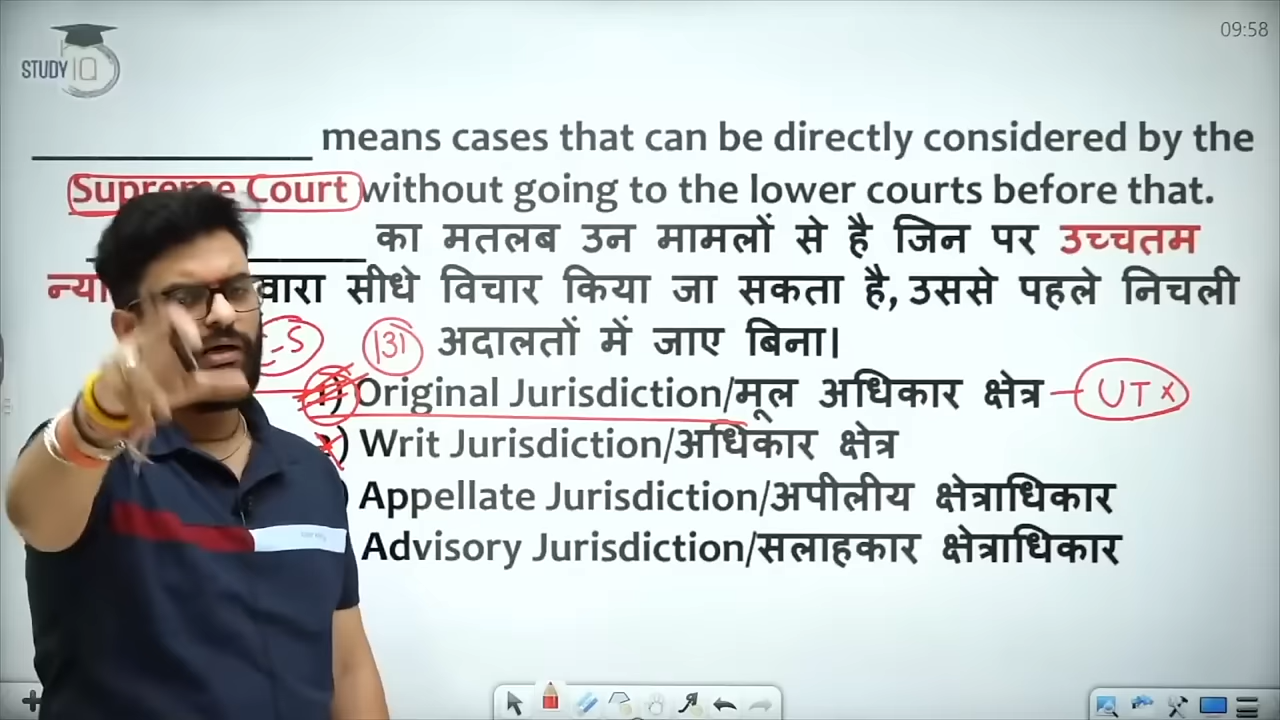 09:58
STUDY IQ
means cases that can be directly considered by the
Supreme Court without going to the lower courts before that.
का मतलब उन मामलों से है जिन पर उच्चतम
सीधे विचार किया जा सकता है, उससे पहले निचली
131 अदालतों में जाए बिना।
Original Jurisdiction/मूल अधिकार क्षेत्र UT x
Writ Jurisdiction/अधिकार क्षेत्र
Appellate Jurisdiction/अपीलीय क्षेत्राधिकार
Advisory Jurisdiction/सलाहकार क्षेत्राधिकार